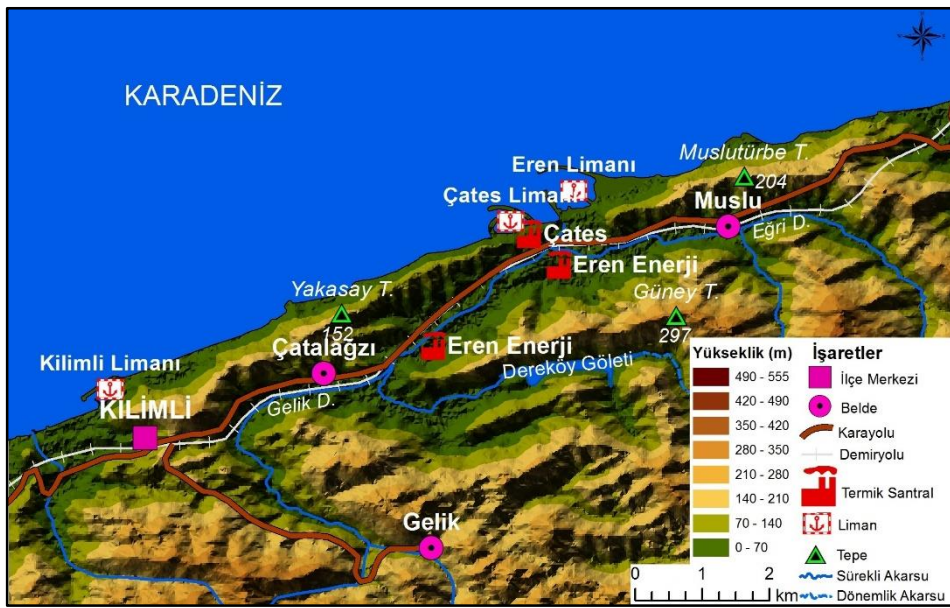 KARADENİZ
Muslutürbe T.
204
Eren Limanı
Çates Limanı
Muslu
Eğri D.
Çates
Eren Enerji
Yakasay T.
152
Güney T.
297
Çatalağzı
Eren Enerji
Dereköy Göleti
Kilimli Limanı
Gelik D.
KİLİMLİ
Gelik
Yükseklik (m)
490 - 555
420 - 490
350 - 420
280 - 350
210 - 280
140 - 210
70 - 140
0 - 70
İşaretler
İlçe Merkezi
Belde
Karayolu
Demiryolu
Termik Santral
Liman
Tepe
Sürekli Akarsu
Dönemlik Akarsu
0 1 2
km